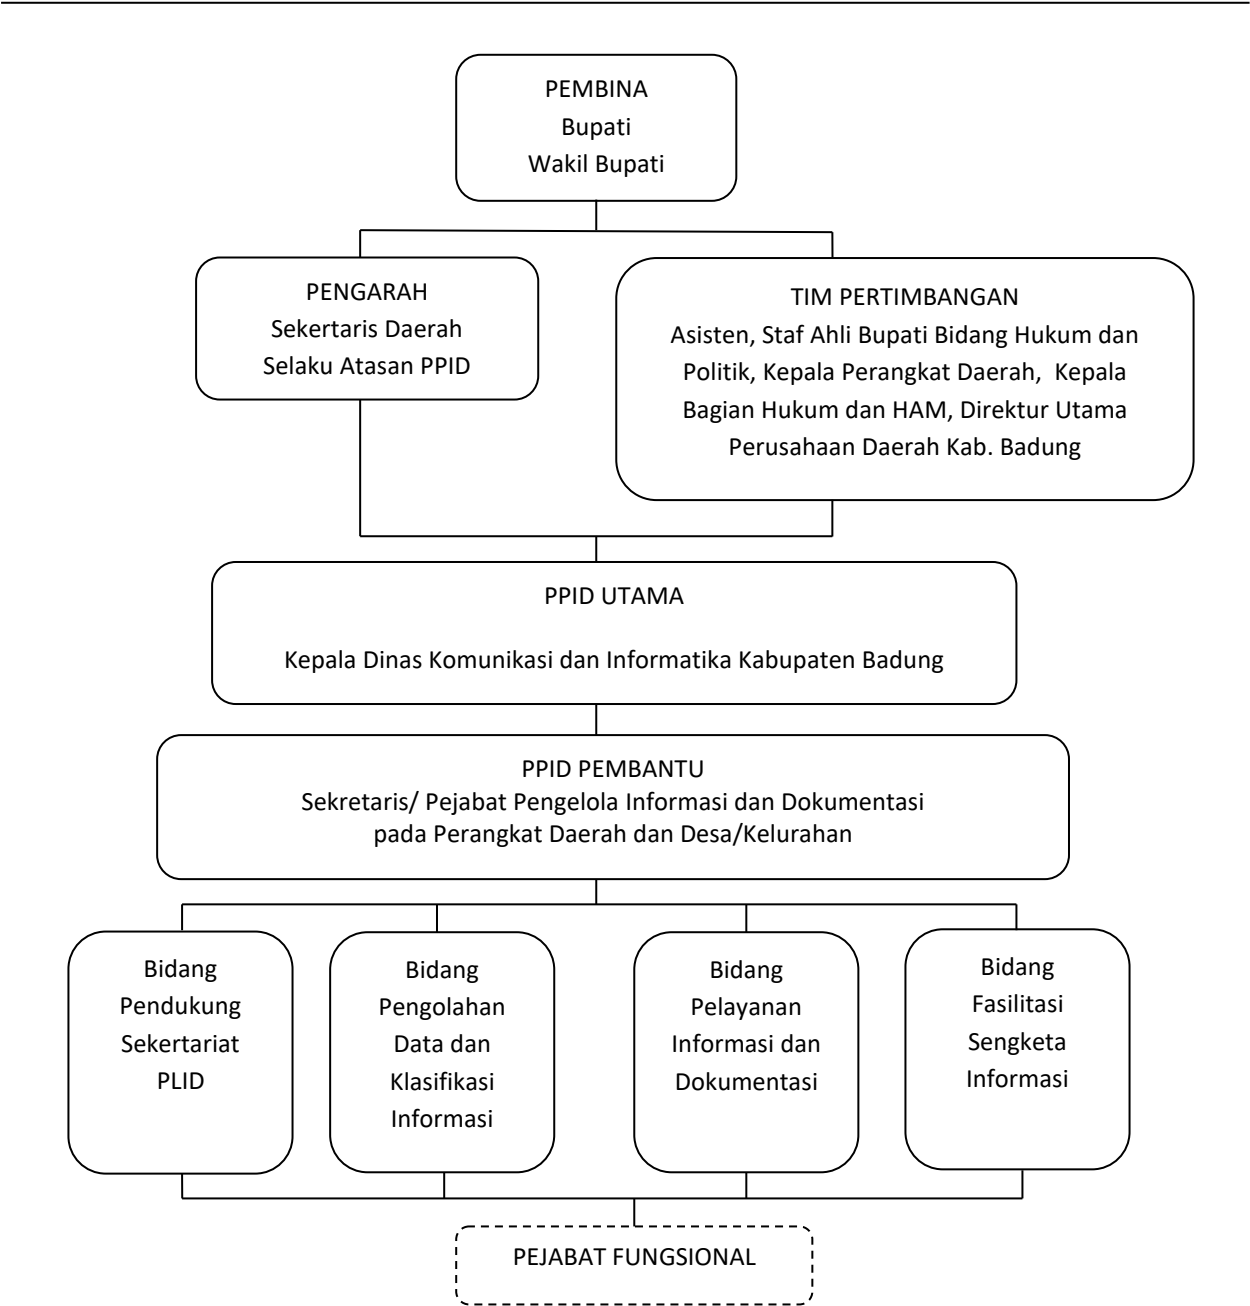 PEMBINA
Bupati
Wakil Bupati
PENGARAH
Sekertaris Daerah
Selaku Atasan PPID
TIM PERTIMBANGAN
Asisten, Staf Ahli Bupati Bidang Hukum dan
Politik, Kepala Perangkat Daerah, Kepala
Bagian Hukum dan HAM, Direktur Utama
Perusahaan Daerah Kab. Badung
PPID UTAMA
Kepala Dinas Komunikasi dan Informatika Kabupaten Badung
PPID PEMBANTU
Sekretaris/ Pejabat Pengelola Informasi dan Dokumentasi
pada Perangkat Daerah dan Desa/Kelurahan
Bidang
Pendukung
Sekertariat
PLID
Bidang
Pengolahan
Data dan
Klasifikasi
Informasi
Bidang
Pelayanan
Informasi dan
Dokumentasi
Bidang
Fasilitasi
Sengketa
Informasi
PEJABAT FUNGSIONAL